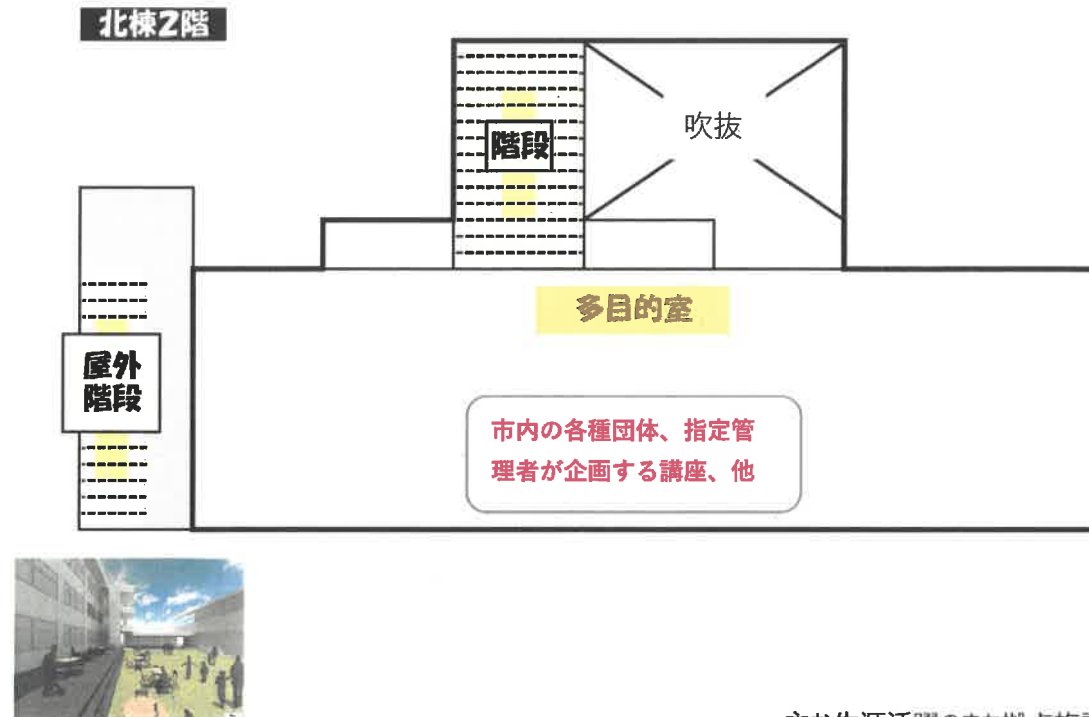 北棟2階
階段
吹抜
多目的室
屋外
階段
市内の各種団体、指定管
理者が企画する講座、他